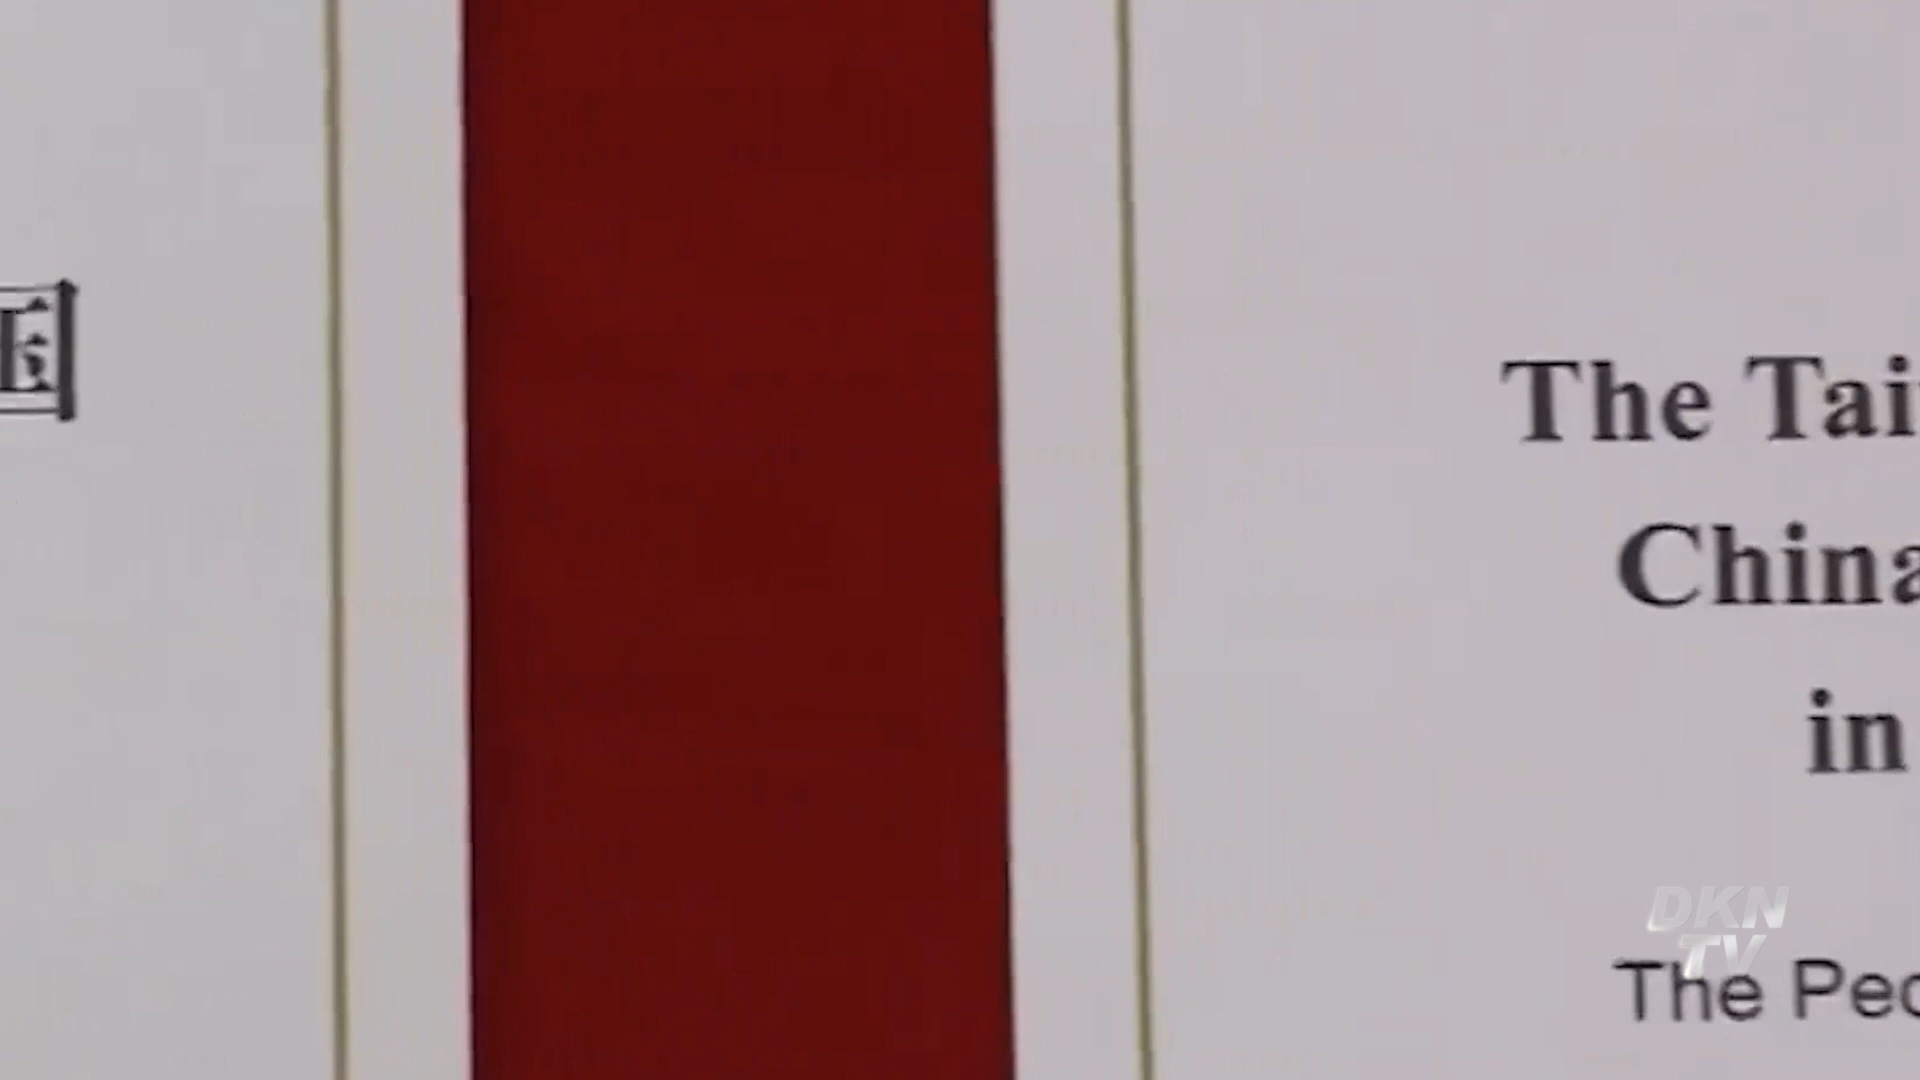 国
The Tai
China
in
The Peo
DKN
TV